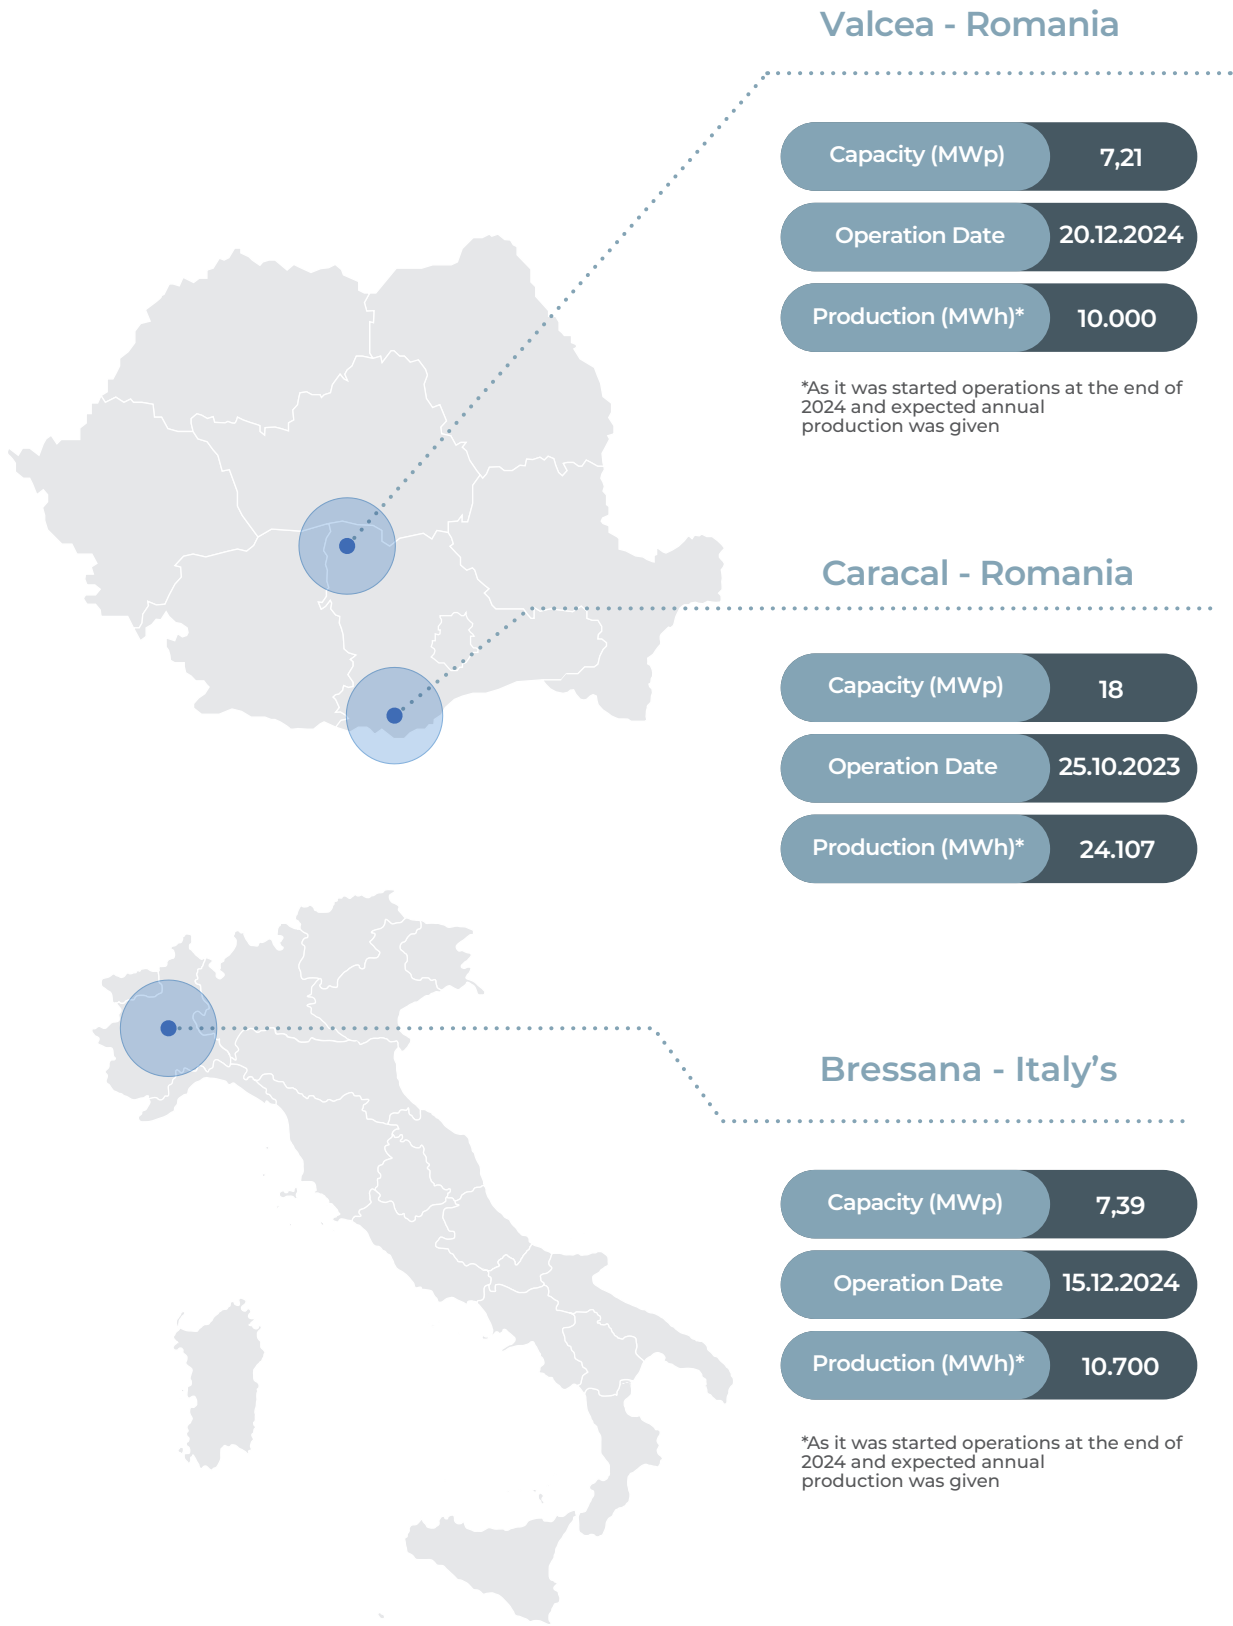 Valcea - Romania
Capacity (MWp) 7,21
Operation Date 20.12.2024
Production (MWh)* 10.000
*As it was started operations at the end of
2024 and expected annual
production was given
Caracal - Romania
Capacity (MWp) 18
Operation Date 25.10.2023
Production (MWh)* 24.107
Bressana - Italy’s
Capacity (MWp) 7,39
Operation Date 15.12.2024
Production (MWh)* 10.700
*As it was started operations at the end of
2024 and expected annual
production was given